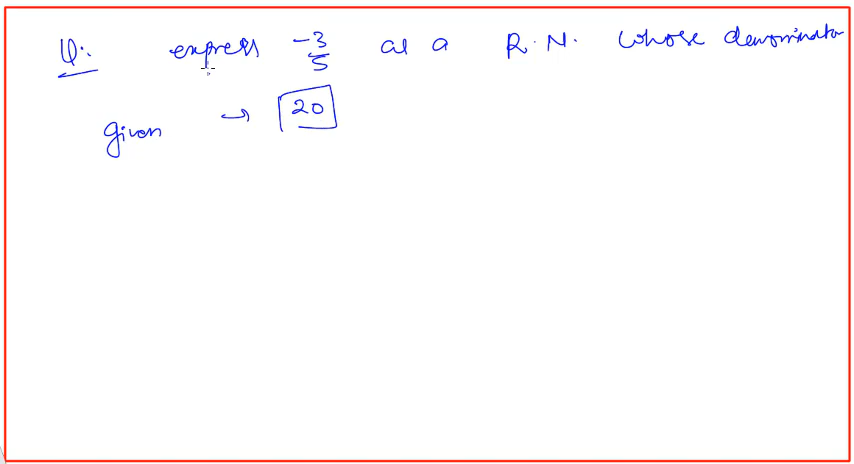 Q:. express -3/5 as a R.N. whose denominator
given → 20